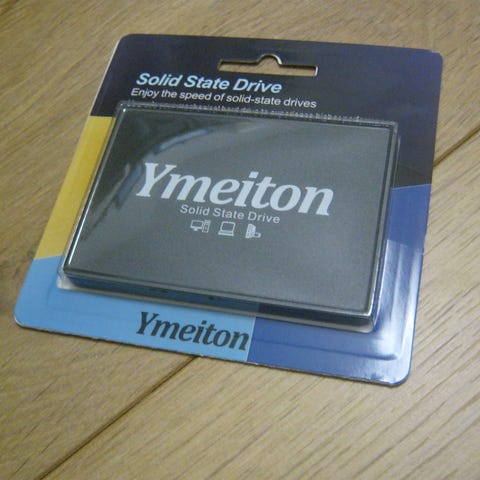 Solid State Drive
Enjoy the speed of solid-state drives
Ymeiton
Solid State Drive
Ymeiton